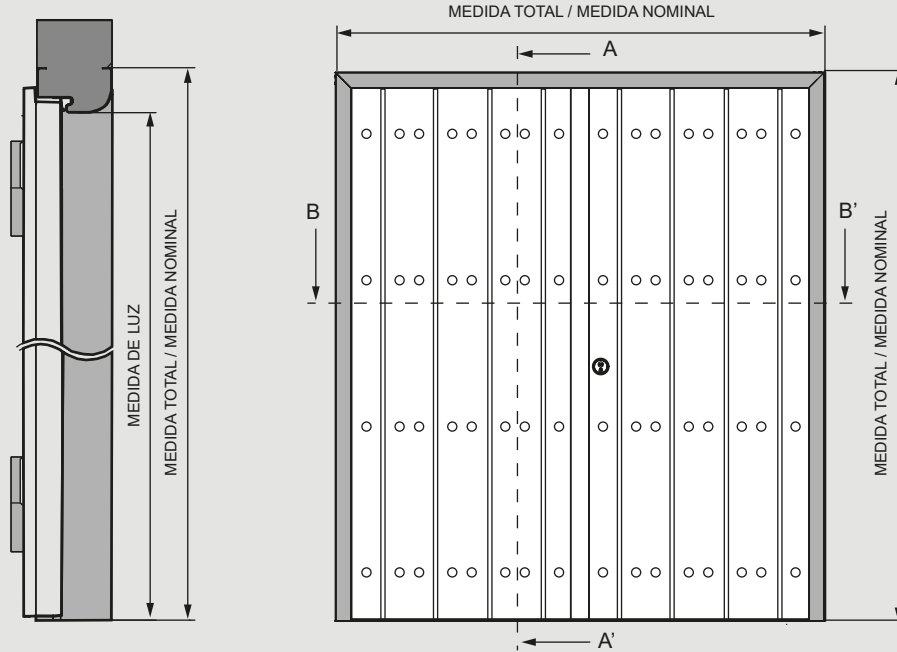 MEDIDA TOTAL / MEDIDA NOMINAL
A
B
B'
MEDIDA DE LUZ
MEDIDA TOTAL / MEDIDA NOMINAL
MEDIDA TOTAL / MEDIDA NOMINAL
A'